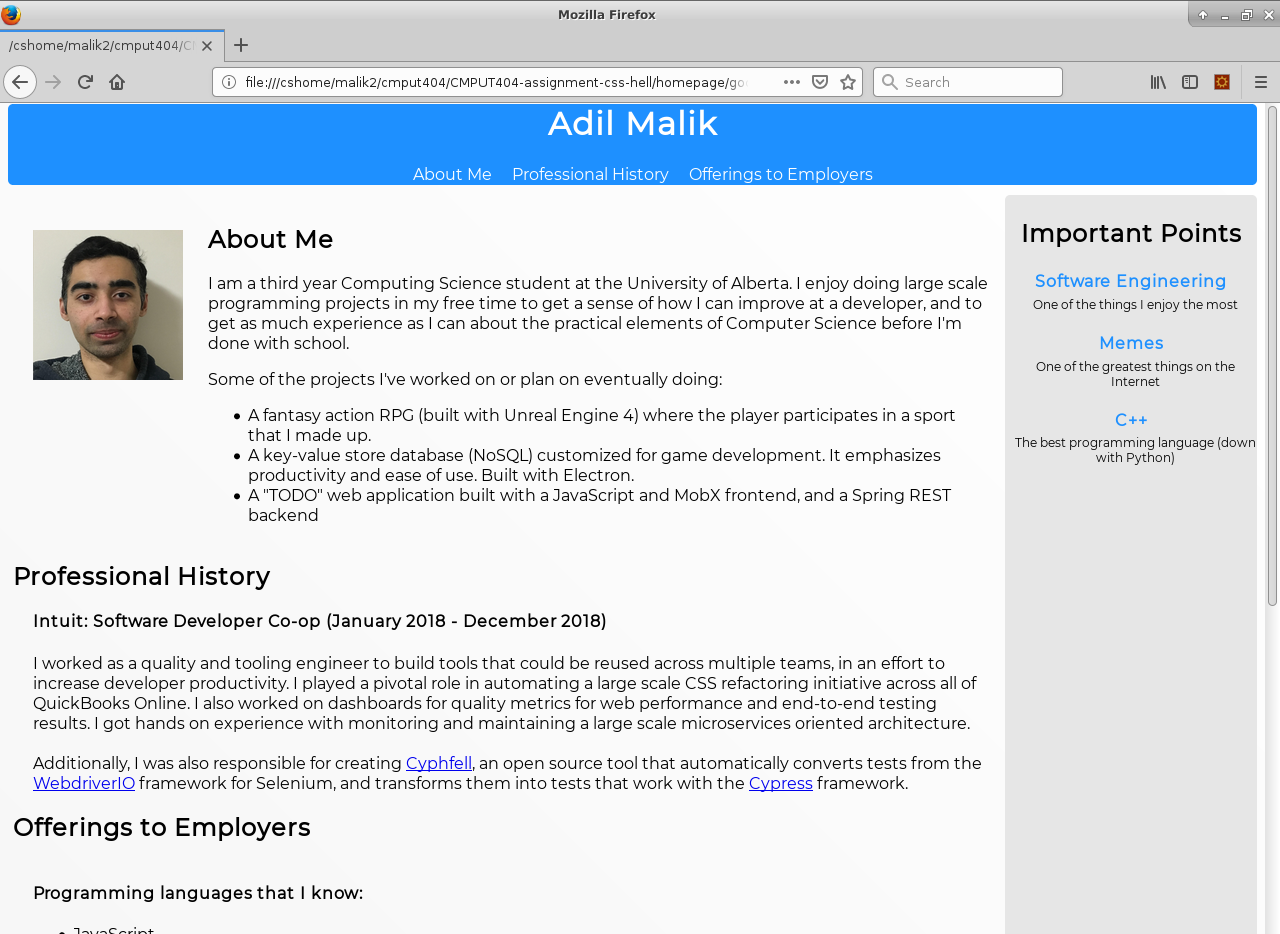 Mozilla Firefox
/cshome/malik2/cmput404/C
file:///cshome/malik2/cmput404/CMPUT404-assignment-css-hell/homepage/go
Search
Adil Malik
About Me Professional History Offerings to Employers
About Me
I am a third year Computing Science student at the University of Alberta. I enjoy doing large scale
programming projects in my free time to get a sense of how I can improve at a developer, and to
get as much experience as I can about the practical elements of Computer Science before I'm
done with school.
Some of the projects I've worked on or plan on eventually doing:
• A fantasy action RPG (built with Unreal Engine 4) where the player participates in a sport
that I made up.
• A key-value store database (NoSQL) customized for game development. It emphasizes
productivity and ease of use. Built with Electron.
• A "TODO" web application built with a JavaScript and MobX frontend, and a Spring REST
backend
Professional History
Intuit: Software Developer Co-op (January 2018 - December 2018)
I worked as a quality and tooling engineer to build tools that could be reused across multiple teams, in an effort to
increase developer productivity. I played a pivotal role in automating a large scale CSS refactoring initiative across all of
QuickBooks Online. I also worked on dashboards for quality metrics for web performance and end-to-end testing
results. I got hands on experience with monitoring and maintaining a large scale microservices oriented architecture.
Additionally, I was also responsible for creating Cyphfell, an open source tool that automatically converts tests from the
WebdriverIO framework for Selenium, and transforms them into tests that work with the Cypress framework.
Offerings to Employers
Programming languages that I know:
• JavaScript
Important Points
Software Engineering
One of the things I enjoy the most
Memes
One of the greatest things on the
Internet
C++
The best programming language (down
with Python)